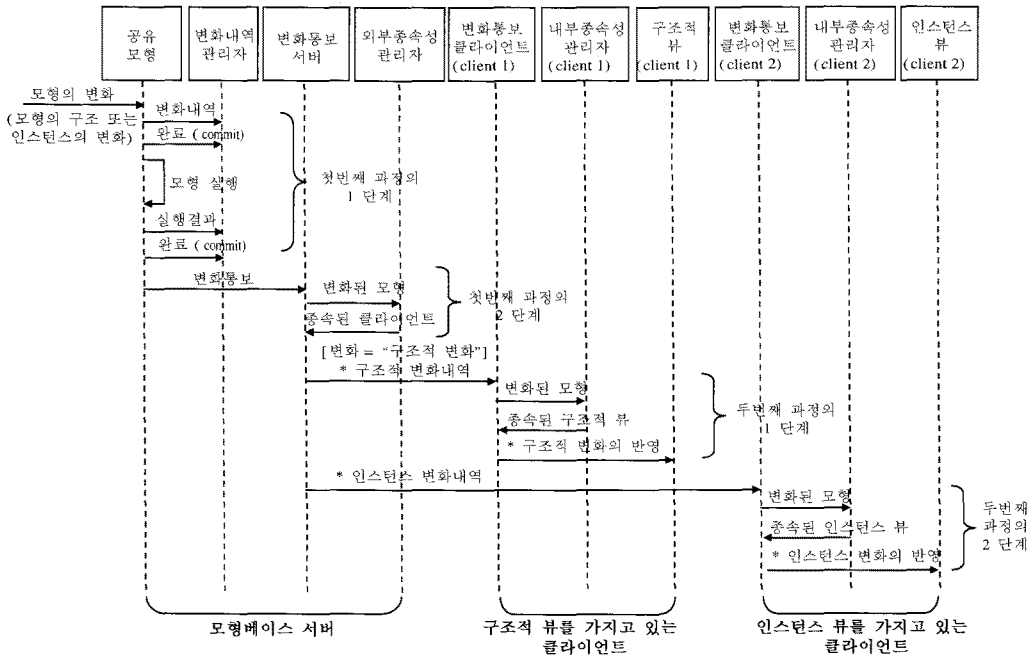 공유
모형
변화내역
관리자
변화통보
서버
외부종속성
관리자
변화통보
클라이언트
(client 1)
내부종속성
관리자
(client 1)
구조적
뷰
(client 1)
변화통보
클라이언트
(client 2)
내부종속성
관리자
(client 2)
인스턴스
뷰
(client 2)
모형의 변화
(모형의 구조 또는
인스턴스의 변화)
변화내역
완료 ( commit)
모형 실행
실행결과
완료 ( commit)
첫번째 과정의
1 단계
변화통보
변화된 모형
종속된 클라이언트
첫번째 과정의
2 단계
[변화 = “구조적 변화”]
* 구조적 변화내역
변화된 모형
종속된 구조적 뷰
* 구조적 변화의 반영
두번째 과정의
1 단계
* 인스턴스 변화내역
변화된 모형
종속된 인스턴스 뷰
* 인스턴스 변화의 반영
두번째
과정의
2 단계
모형베이스 서버
구조적 뷰를 가지고 있는
클라이언트
인스턴스 뷰를 가지고 있는
클라이언트